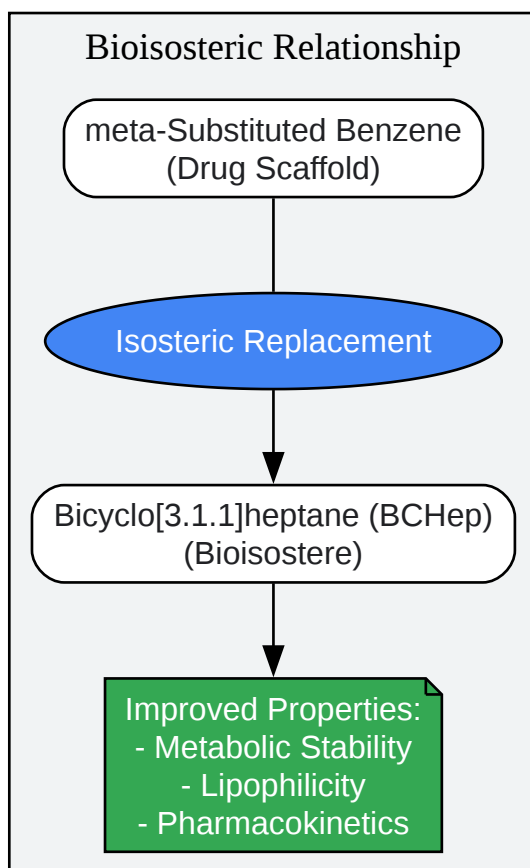 Bioisosteric Relationship
meta-Substituted Benzene
(Drug Scaffold)
Isosteric Replacement
Bicyclo[3.1.1]heptane (BCHep)
(Bioisostere)
Improved Properties:
- Metabolic Stability
- Lipophilicity
- Pharmacokinetics